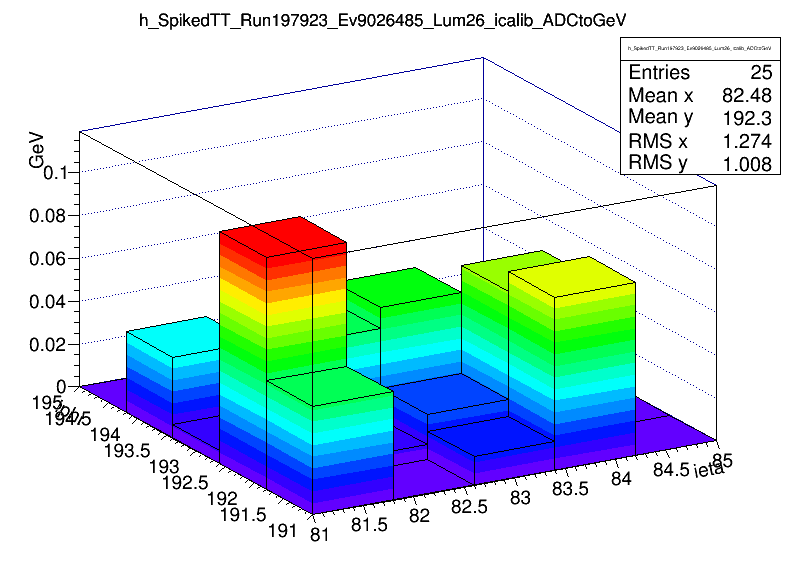 h_SpikedTT_Run197923_Ev9026485_Lum26_icalib_ADCtoGeV
h_SpikedTT_Run197923_Ev9026485_Lum26_icalib_ADCtoGeV
Entries 25
Mean x 82.48
Mean y 192.3
RMS x 1.274
RMS y 1.008
GeV
0.1
0.08
0.06
0.04
0.02
0
195
194.5
194
193.5
193
192.5
192
191.5
191
81
81.5
82
82.5
83
83.5
84
84.5
85
ieta